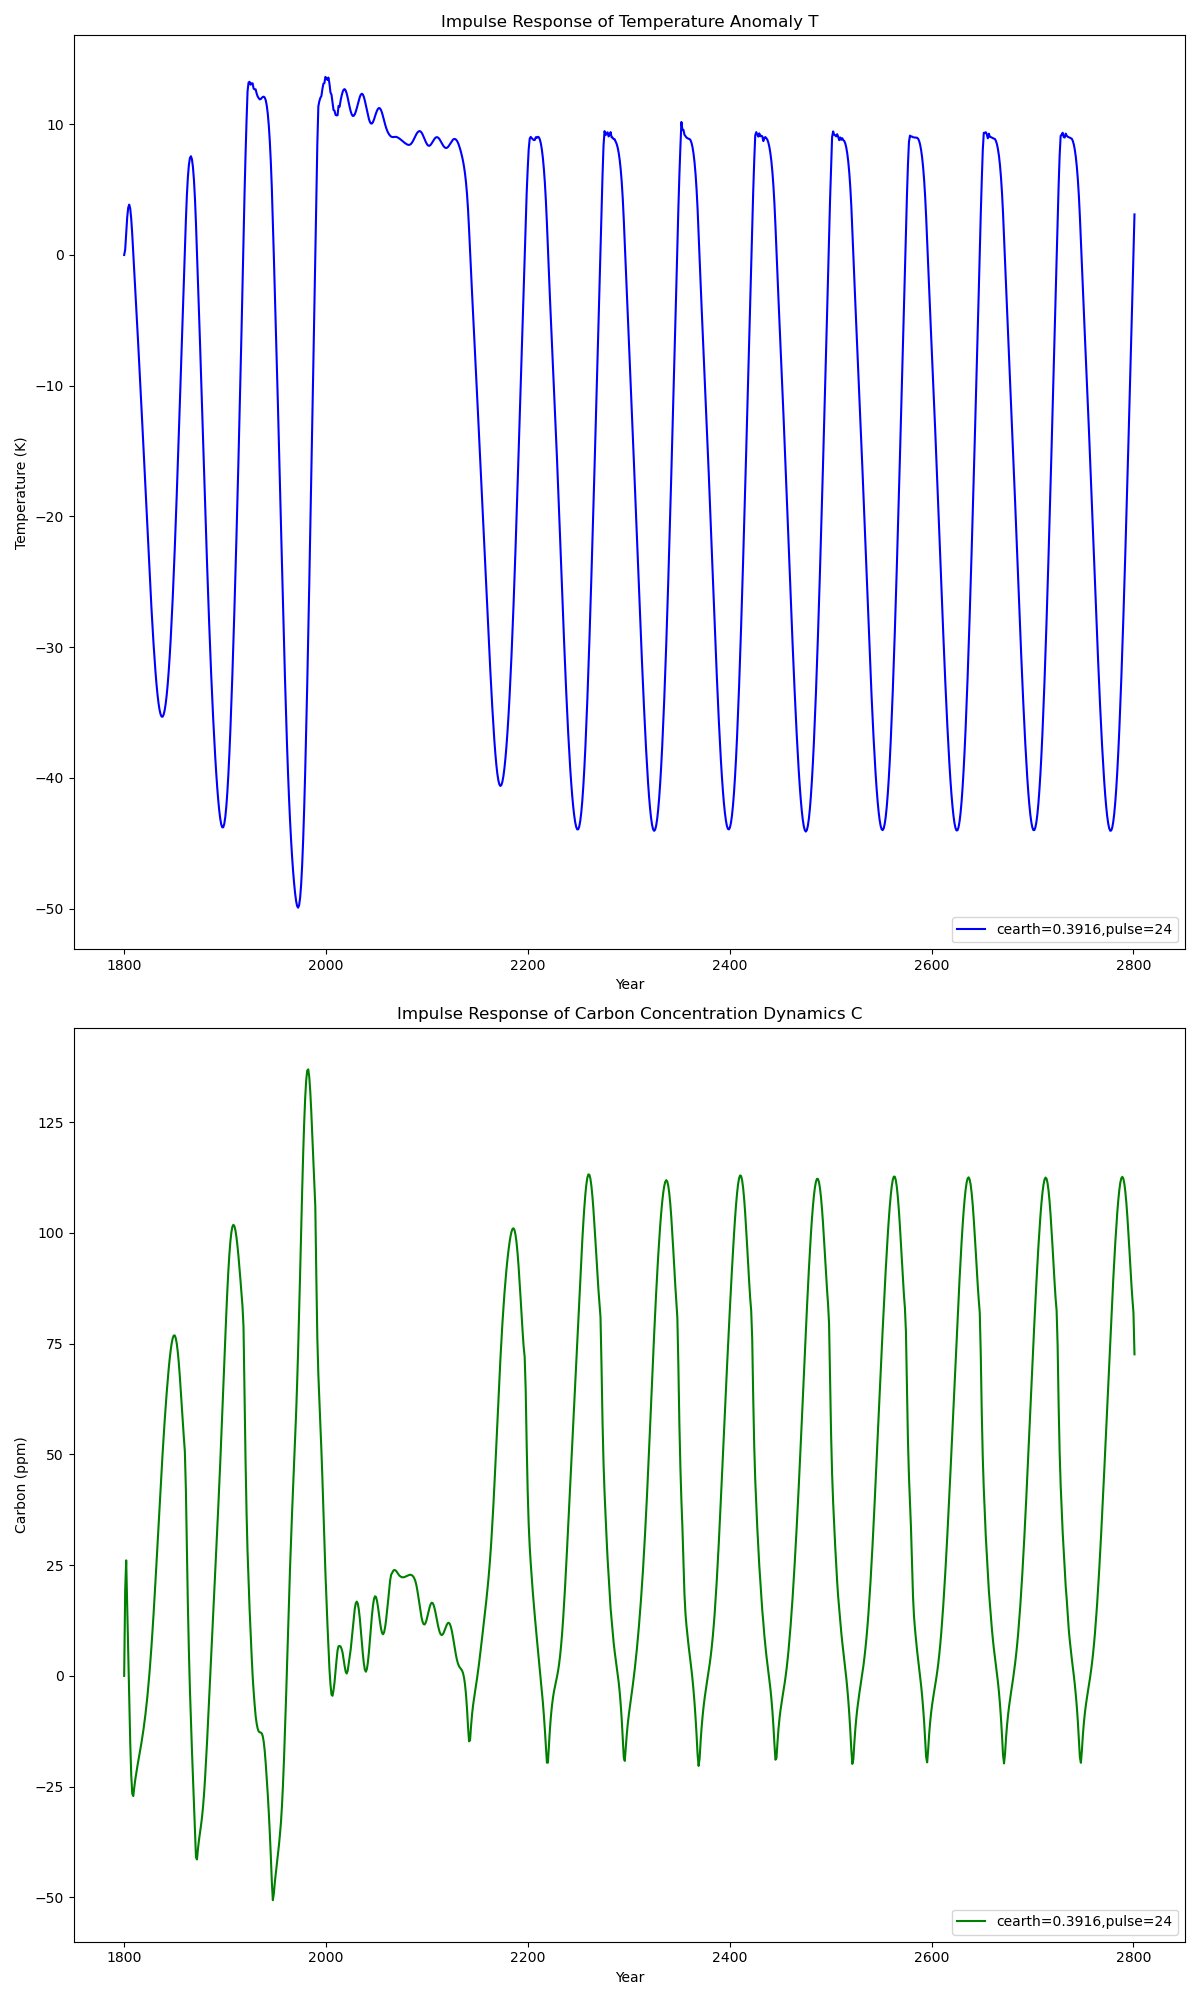 Impulse Response of Temperature Anomaly T
Temperature (K)
10
0
−10
−20
−30
−40
−50
cearth=0.3916,pulse=24
1800 2000 2200 2400 2600 2800
Year
Impulse Response of Carbon Concentration Dynamics C
Carbon (ppm)
125
100
75
50
25
0
−25
−50
cearth=0.3916,pulse=24
1800 2000 2200 2400 2600 2800
Year